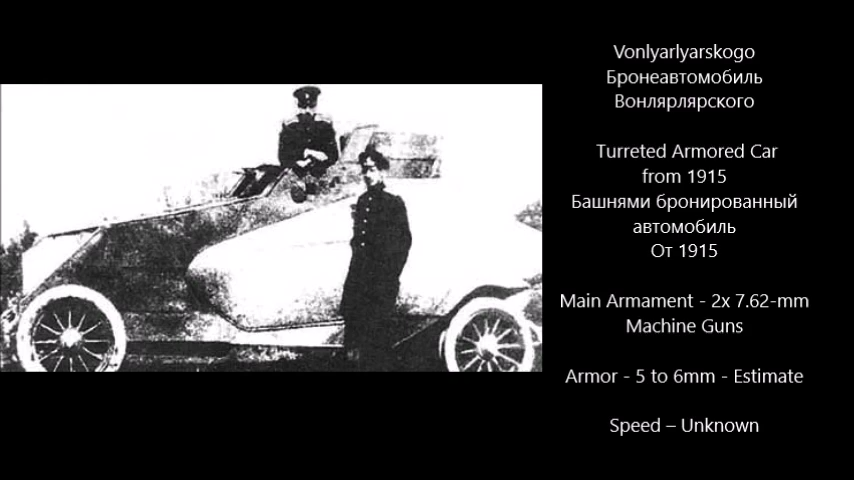 Vonlyarlyarskogo
Бронеавтомобиль
Вонлярлярского
Turreted Armored Car
from 1915
Башнями бронированный
автомобиль
От 1915
Main Armament - 2x 7.62-mm
Machine Guns
Armor - 5 to 6mm - Estimate
Speed – Unknown